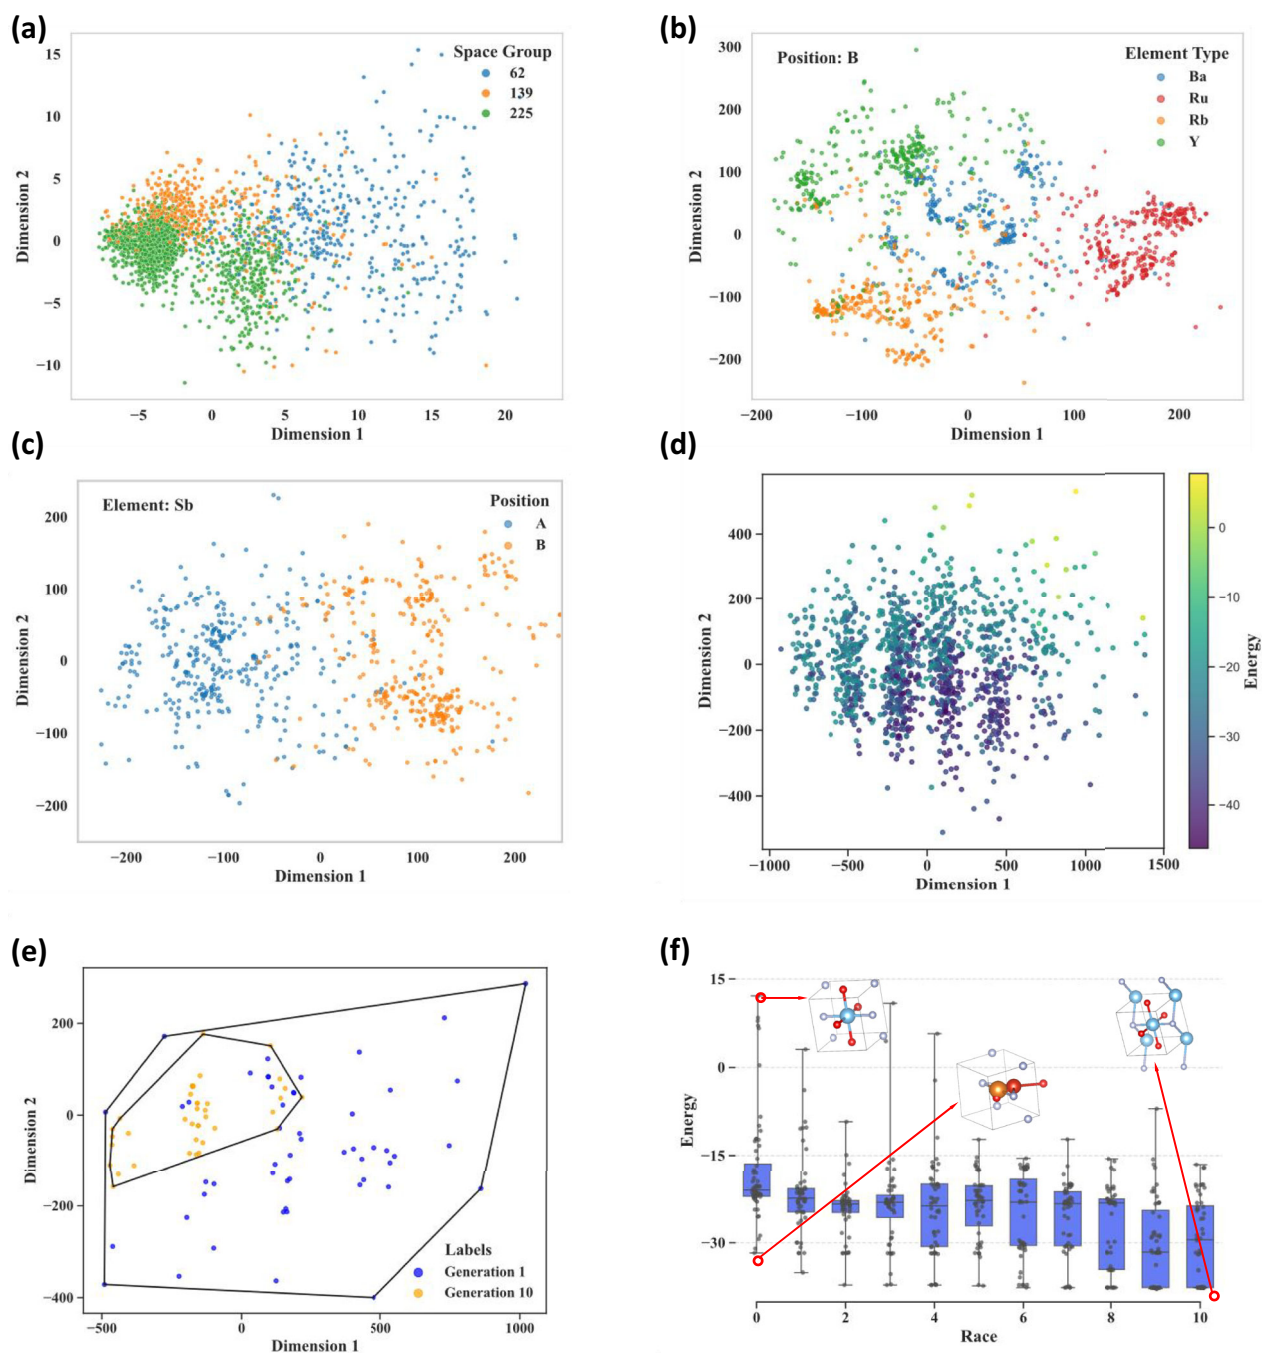 (a)
Space Group
62
139
225
15
10
5
0
−5
−10
Dimension 2
−5
0
5
10
15
20
Dimension 1
(b)
Position: B
Element Type
Ba
Ru
Rb
Y
300
200
100
0
−100
−200
Dimension 2
−200
−100
0
100
200
Dimension 1
(c)
Element: Sb
Position
A
B
200
100
0
−100
−200
Dimension 2
−200
−100
0
100
200
Dimension 1
(d)
400
200
0
−200
−400
Dimension 2
−1000
−500
0
500
1000
1500
Dimension 1
0
−10
−20
−30
−40
Energy
(e)
200
0
−200
−400
Dimension 2
Labels
Generation 1
Generation 10
−500
0
500
1000
Dimension 1
(f)
15
0
−15
−30
Energy
0
2
4
6
8
10
Race